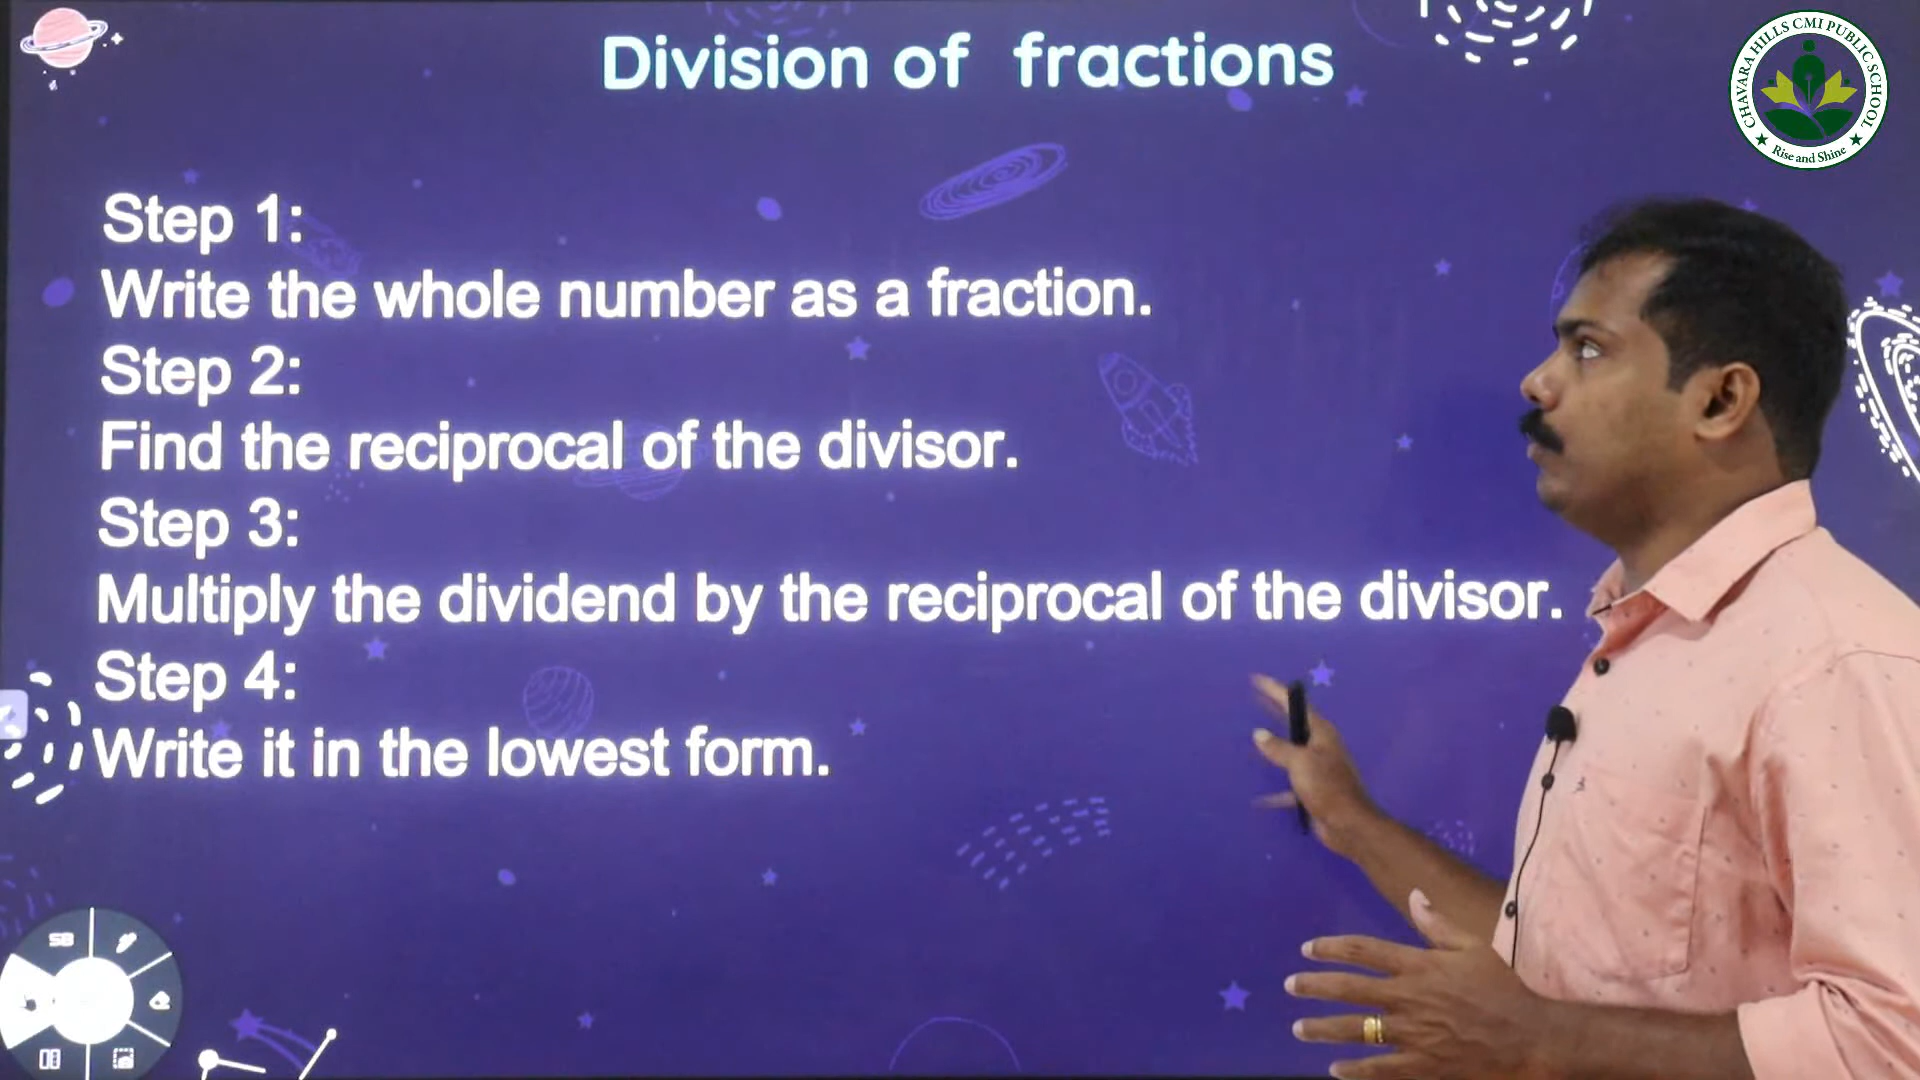 Division of fractions
CHAVARA HILLS CMI PUBLIC SCHOOL
Rise and Shine
Step 1:
Write the whole number as a fraction.
Step 2:
Find the reciprocal of the divisor.
Step 3:
Multiply the dividend by the reciprocal of the divisor.
Step 4:
Write it in the lowest form.